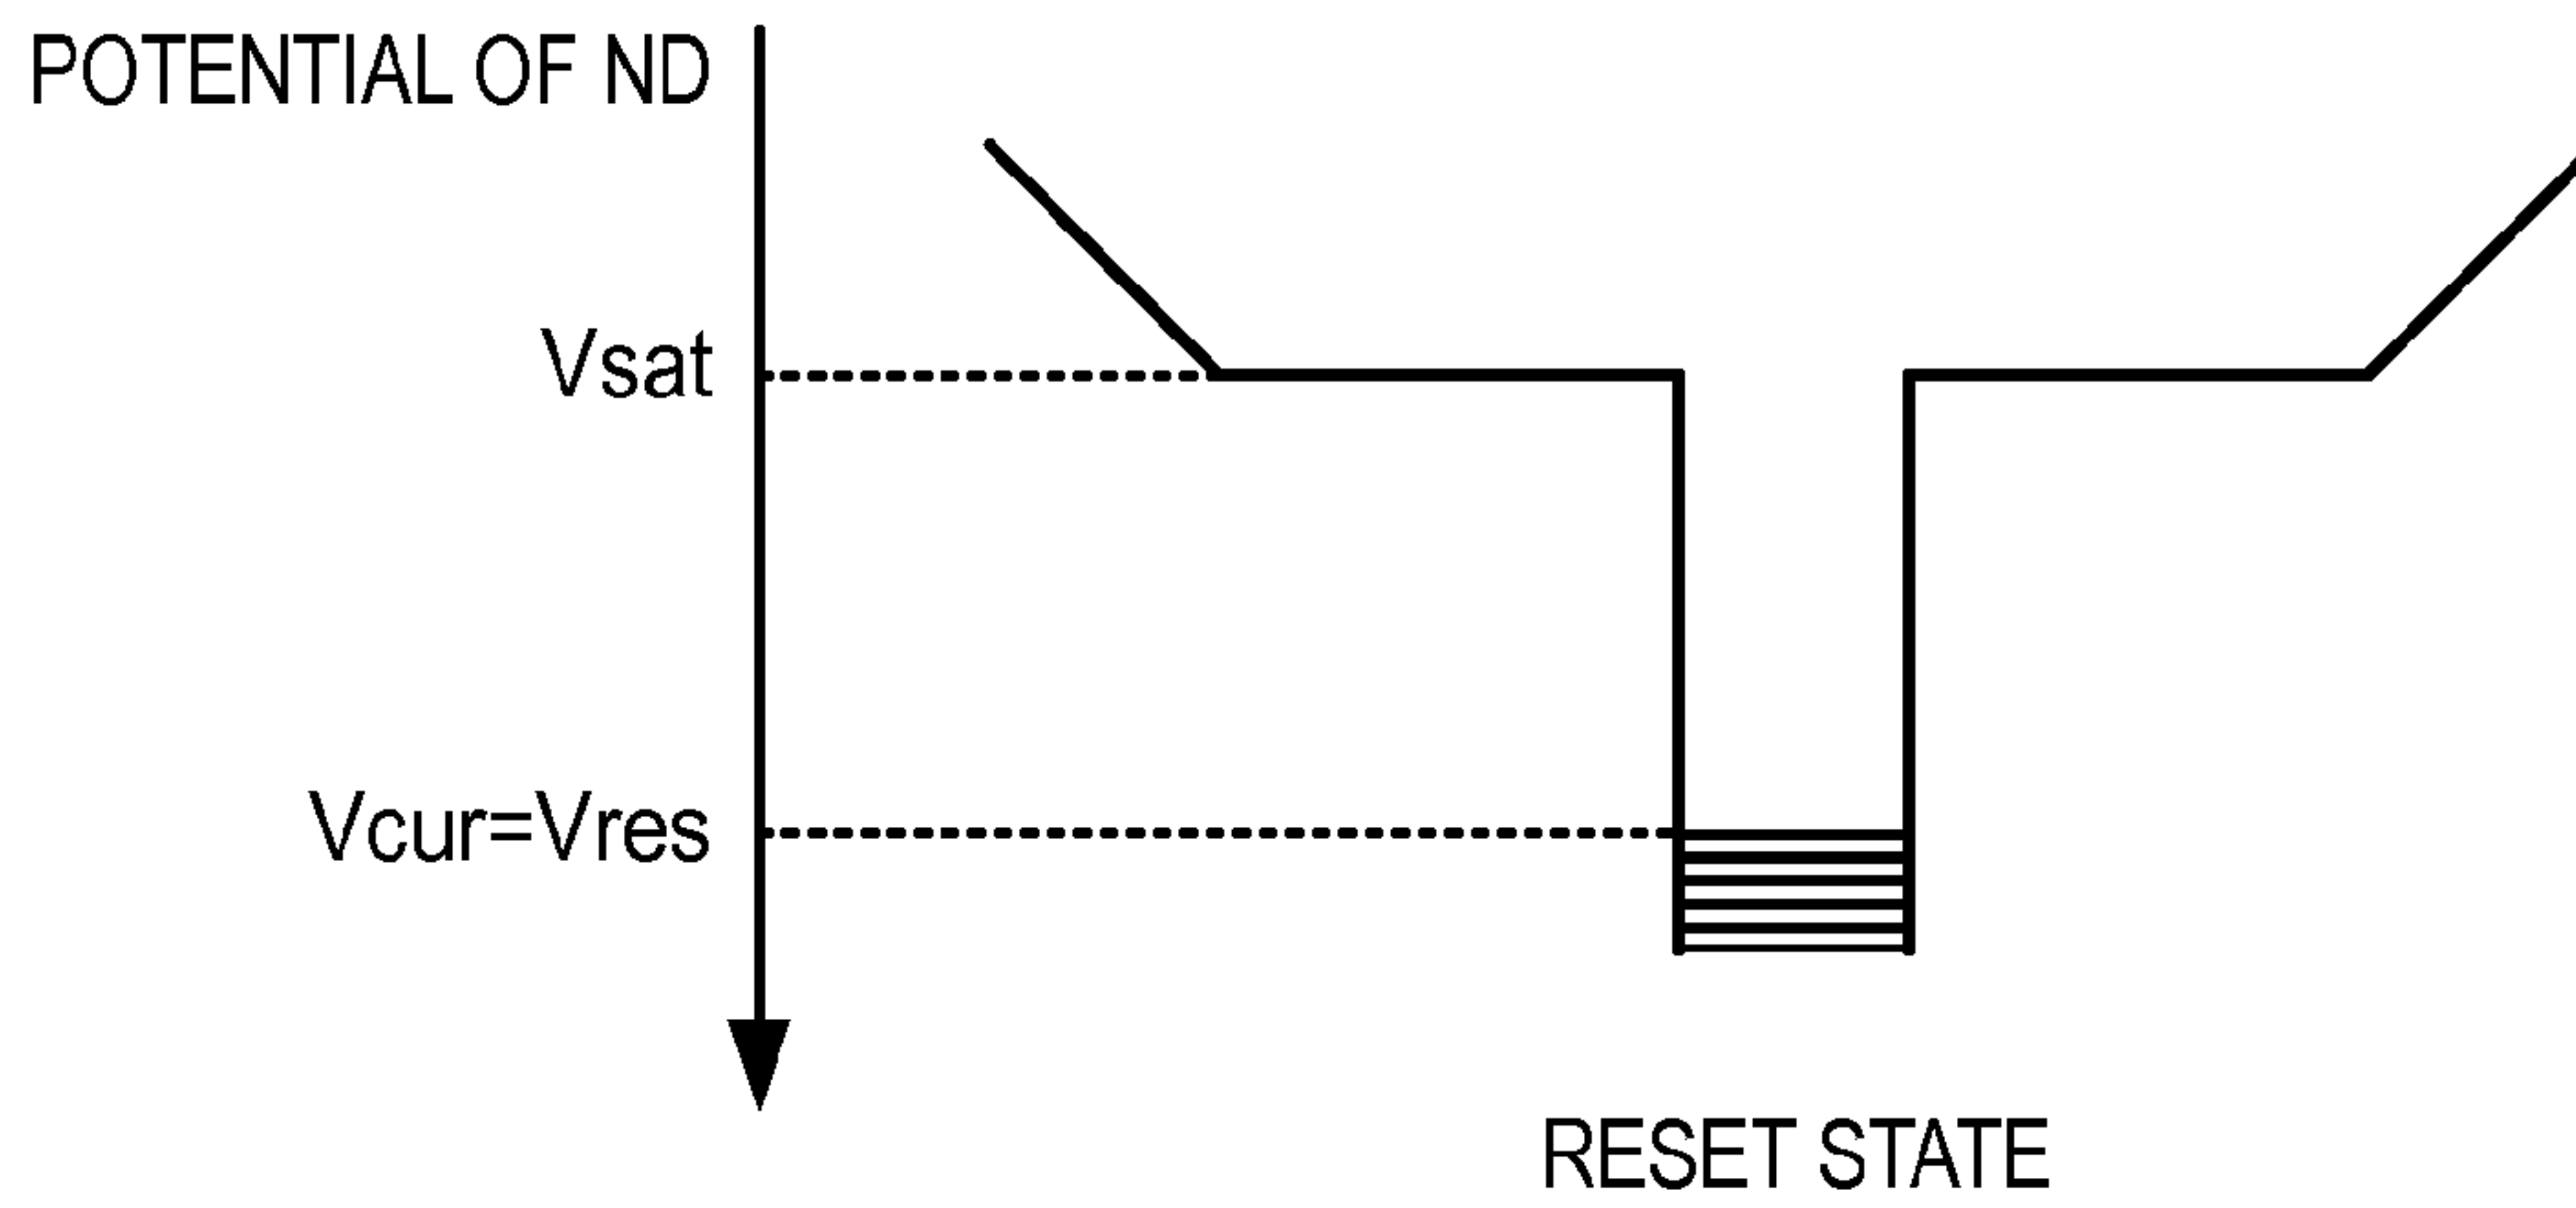 POTENTIAL OF ND
Vsat
Vcur=Vres
RESET STATE